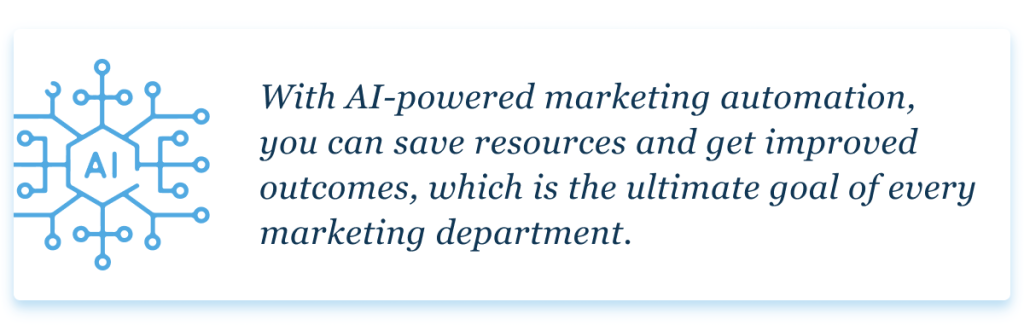 AI
With AI-powered marketing automation,
you can save resources and get improved
outcomes, which is the ultimate goal of every
marketing department.